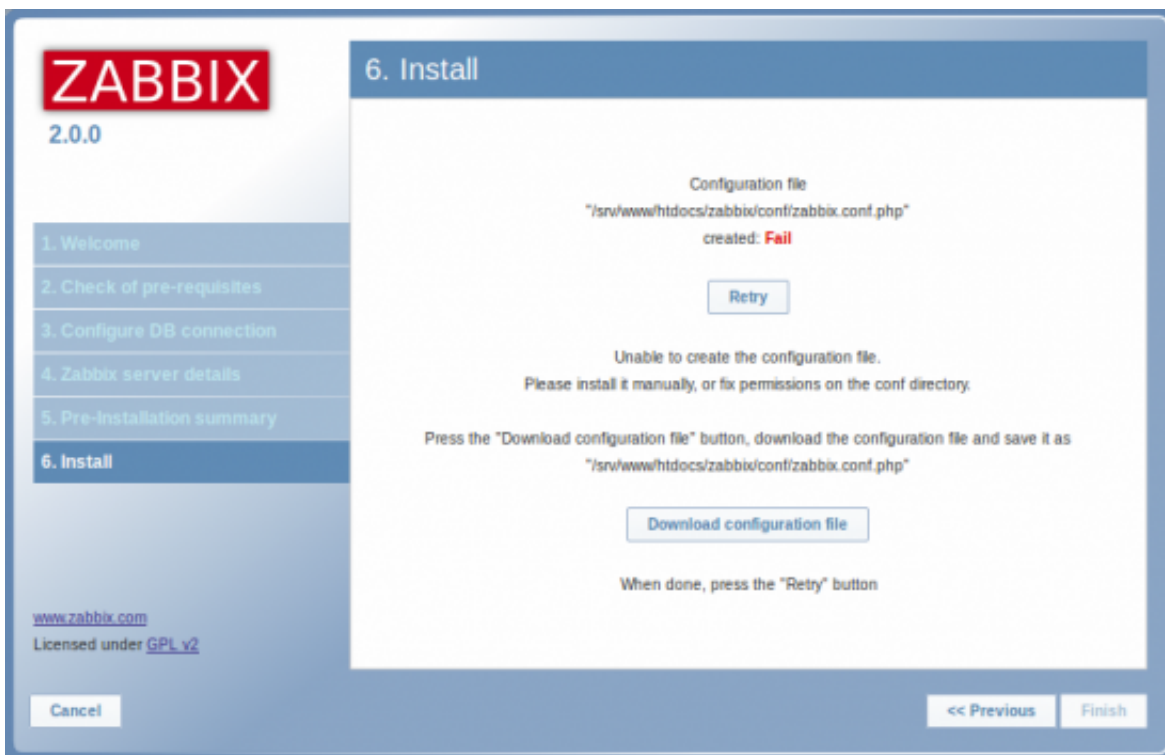 ZABBIX
2.0.0
1. Welcome
2. Check of pre-requisites
3. Configure DB connection
4. Zabbix server details
5. Pre-Installation summary
6. Install
www.zabbix.com
Licensed under GPL v2
6. Install
Configuration file
"/srv/www/htdocs/zabbix/conf/zabbix.conf.php"
created: Fail
Retry
Unable to create the configuration file.
Please install it manually, or fix permissions on the conf directory.
Press the "Download configuration file" button, download the configuration file and save it as
"/srv/www/htdocs/zabbix/conf/zabbix.conf.php"
Download configuration file
When done, press the "Retry" button
Cancel
<< Previous
Finish